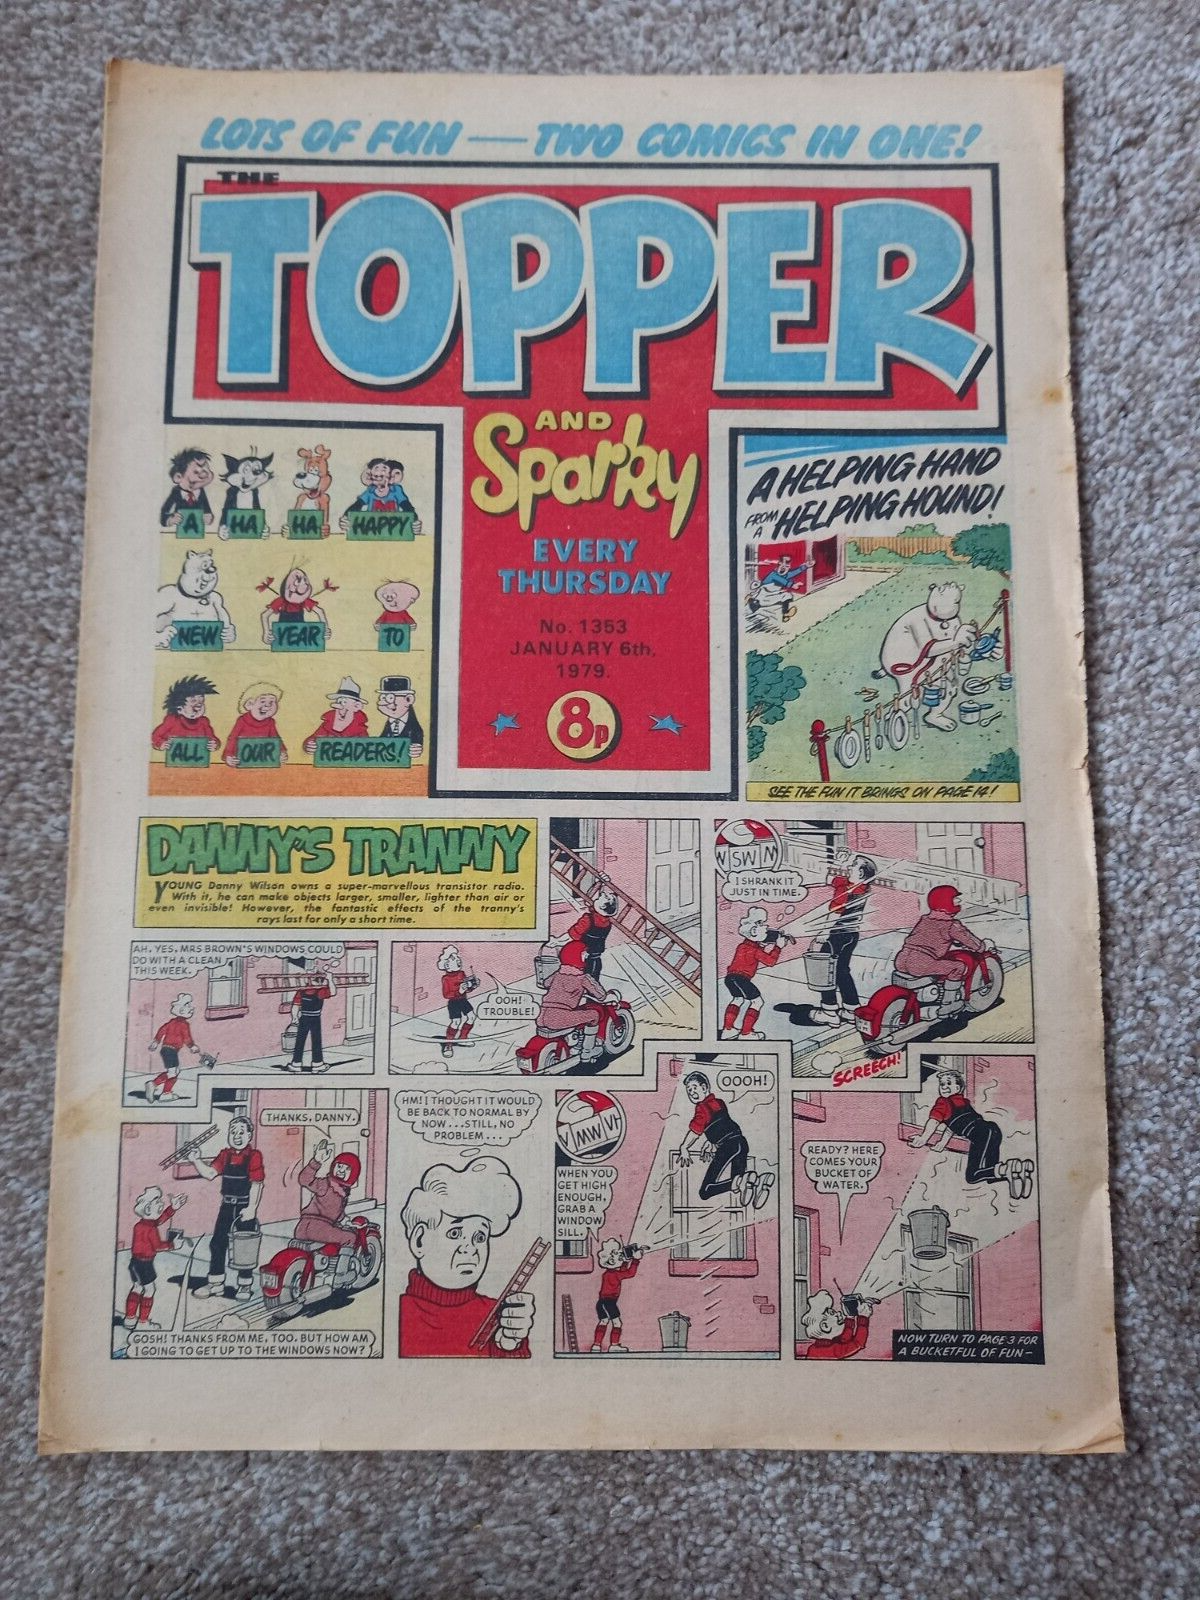 LOTS OF FUN — TWO COMICS IN ONE!
THE
TOPPER
AND
Sparky
EVERY
THURSDAY
No. 1353
JANUARY 6th,
1979.
8p
A HA HA HAPPY
NEW YEAR TO
ALL OUR READERS!
A HELPING HAND
FROM A HELPING HOUND!
SEE THE FUN IT BRINGS ON PAGE 14!
DANNY'S TRANNY
YOUNG Danny Wilson owns a super-marvellous transistor radio.
With it, he can make objects larger, smaller, lighter than air or
even invisible! However, the fantastic effects of the tranny's
rays last for only a short time.
AH, YES, MRS BROWN'S WINDOWS COULD
DO WITH A CLEAN
THIS WEEK.
OOH!
TROUBLE!
SW
I SHRANK IT
JUST IN TIME.
SCREECH!
THANKS, DANNY.
GOSH! THANKS FROM ME, TOO. BUT HOW AM
I GOING TO GET UP TO THE WINDOWS NOW?
HM! I THOUGHT IT WOULD
BE BACK TO NORMAL BY
NOW...STILL, NO
PROBLEM...
MW
WHEN YOU
GET HIGH
ENOUGH,
GRAB A
WINDOW
SILL.
OOOH!
READY? HERE
COMES YOUR
BUCKET OF
WATER.
NOW TURN TO PAGE 3 FOR
A BUCKETFUL OF FUN—